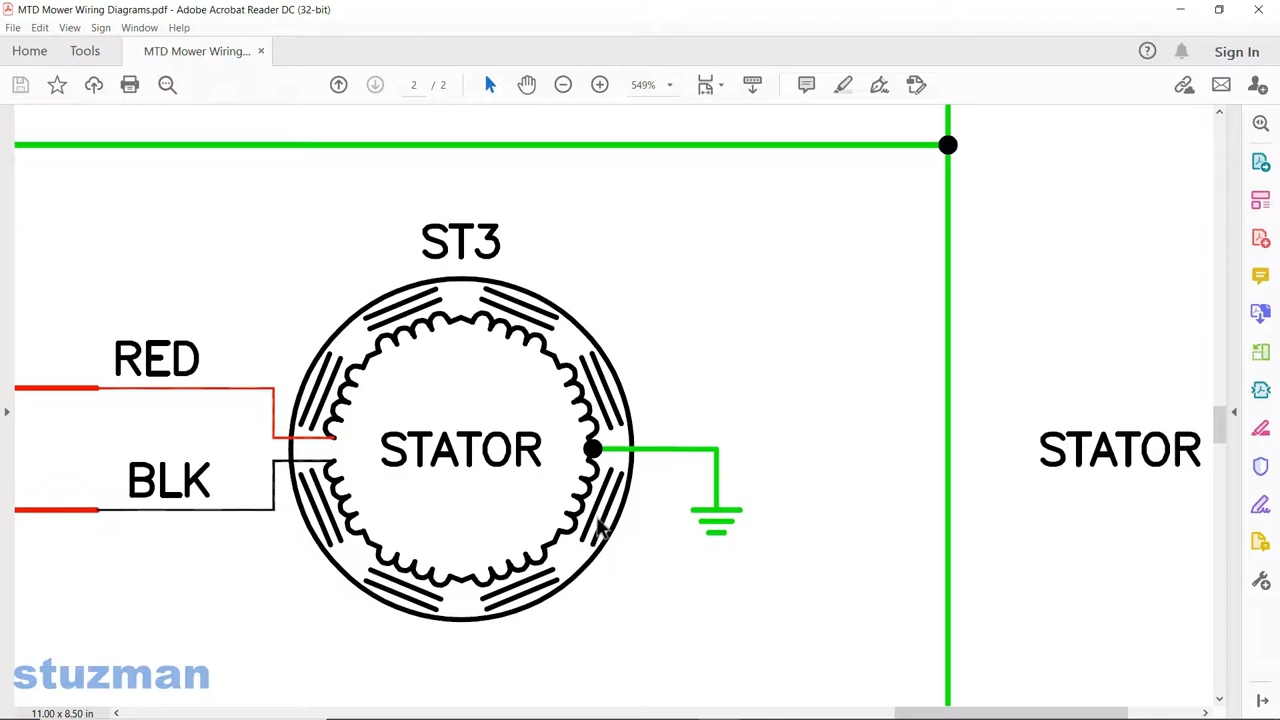 MTD Mower Wiring Diagrams.pdf - Adobe Acrobat Reader DC (32-bit)
File Edit View Sign Window Help
Home Tools MTD Mower Wiring... × Sign In
2 / 2 549%
ST3
RED
STATOR
STATOR
BLK
stuzman
11.00 x 8.50 in